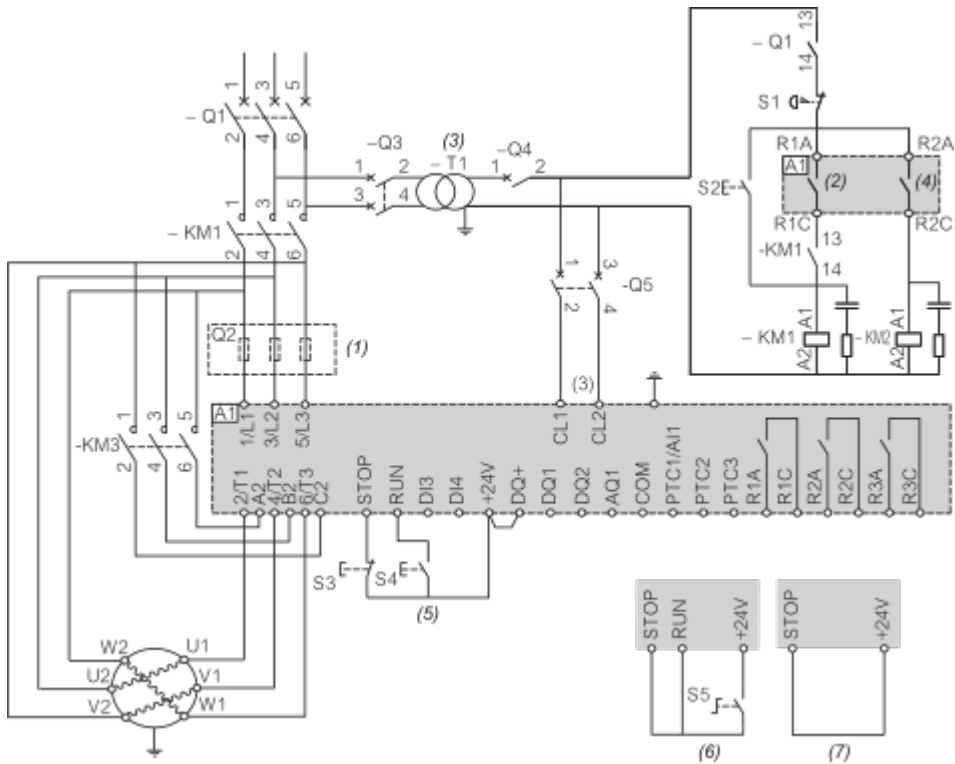 1 3 5
– Q1
2 4 6
1 3 5
– KM1
2 4 6
–Q3
1 2
3 4
(3)
– T1
–Q4
1 2
1 3
-Q5
2 4
(3)
13
– Q1
14
S1
R1A R2A
A1
S2 (2) (4)
R1C R2C
-KM1 13
14
A1 A1
– KM1 – KM2
A2 A2
Q2 (1)
A1
1/L1 3/L2 5/L3 CL1 CL2
1 3 5
-KM3
2 4 6
2/T1 A2 4/T2 B2 6/T3 C2 STOP RUN DI3 DI4 +24V DQ+ DQ1 DQ2 AQ1 COM PTC1/AI1 PTC2 PTC3 R1A R1C R2A R2C R3A R3C
S3 S4
(5)
W2 U1
U2 V1
V2 W1
STOP RUN +24V
S5
(6)
STOP +24V
(7)